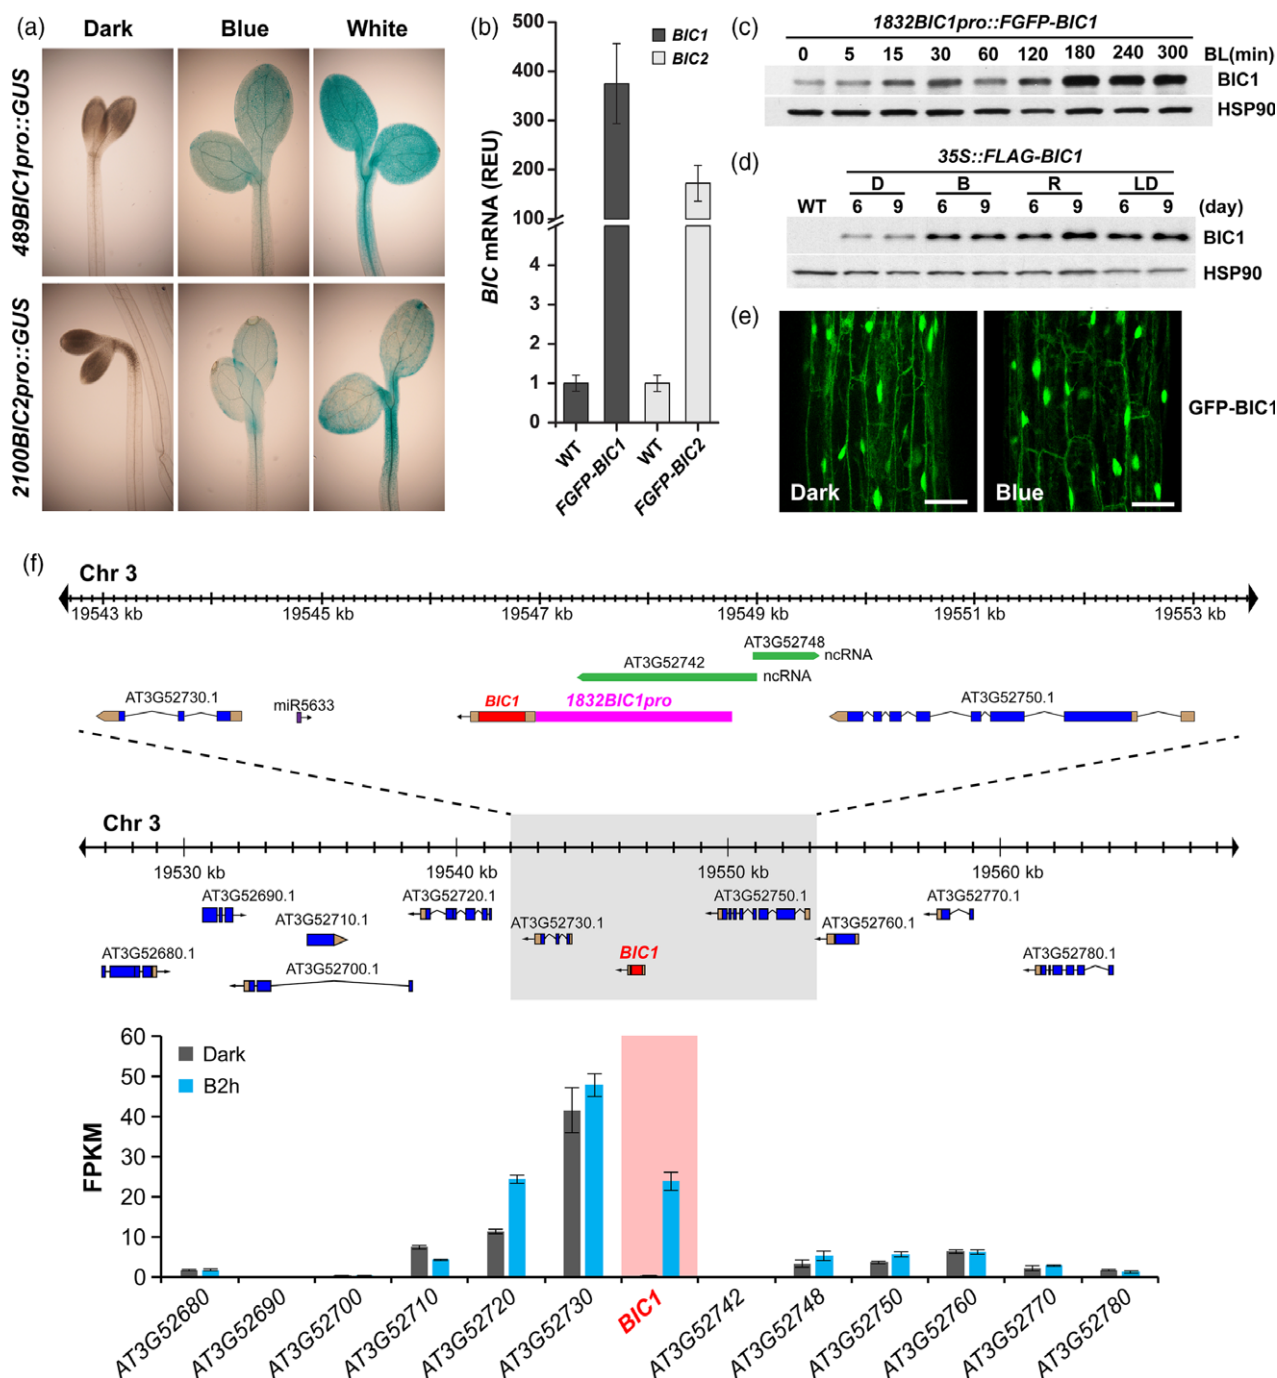 (a)
Dark Blue White
489BIC1pro::GUS
2100BIC2pro::GUS
(b)
BIC mRNA (REU)
500
400
300
200
100
4
3
2
1
0
BIC1
BIC2
WT
FGFP-BIC1
WT
FGFP-BIC2
(c)
1832BIC1pro::FGFP-BIC1
0 5 15 30 60 120 180 240 300 BL(min)
BIC1
HSP90
(d)
35S::FLAG-BIC1
D B R LD
WT 6 9 6 9 6 9 6 9 (day)
BIC1
HSP90
(e)
Dark
Blue
GFP-BIC1
(f)
Chr 3
19543 kb 19545 kb 19547 kb 19549 kb 19551 kb 19553 kb
AT3G52748
ncRNA
AT3G52742
ncRNA
AT3G52730.1
miR5633
BIC1
1832BIC1pro
AT3G52750.1
Chr 3
19530 kb 19540 kb 19550 kb 19560 kb
AT3G52690.1
AT3G52720.1
AT3G52750.1
AT3G52770.1
AT3G52710.1
AT3G52730.1
AT3G52760.1
AT3G52680.1
AT3G52700.1
BIC1
AT3G52780.1
FPKM
60
50
40
30
20
10
0
Dark
B2h
AT3G52680
AT3G52690
AT3G52700
AT3G52710
AT3G52720
AT3G52730
BIC1
AT3G52742
AT3G52748
AT3G52750
AT3G52760
AT3G52770
AT3G52780